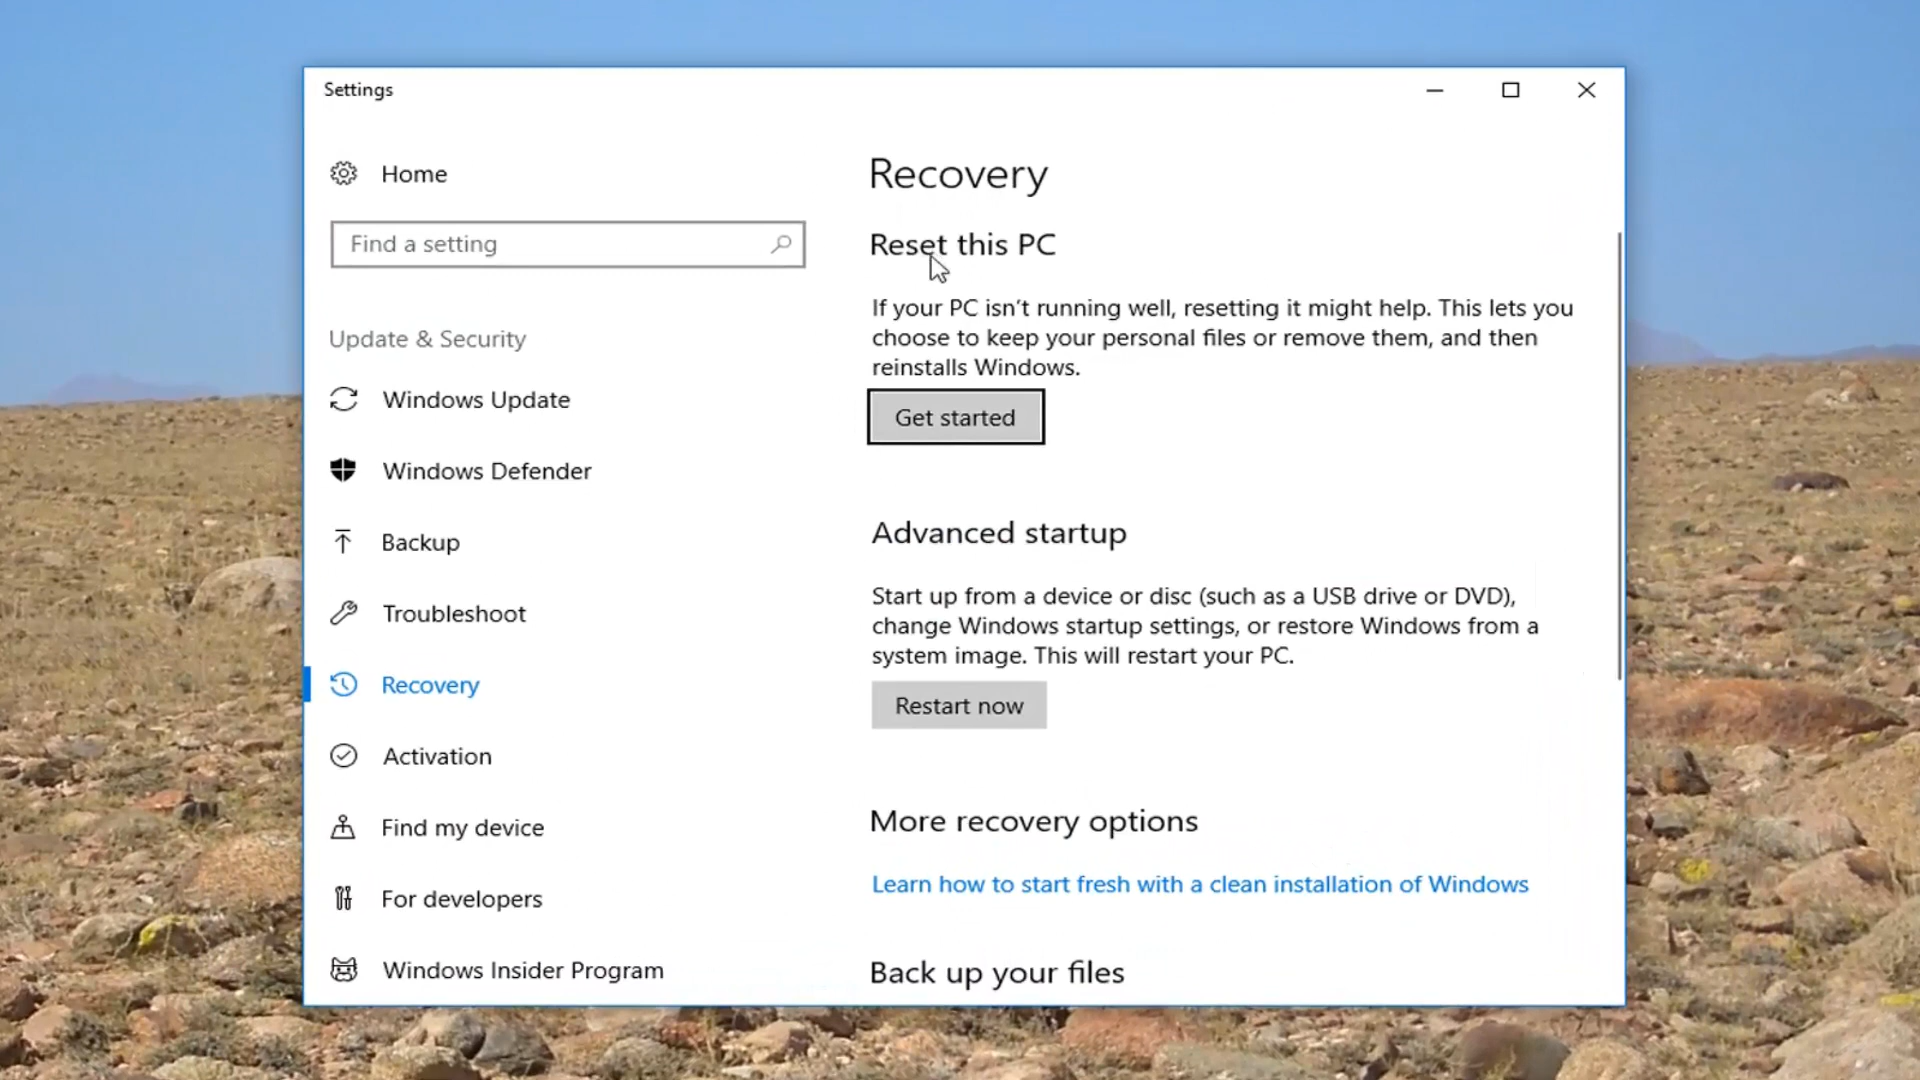 Settings
Home
Find a setting
Update & Security
Windows Update
Windows Defender
Backup
Troubleshoot
Recovery
Activation
Find my device
For developers
Windows Insider Program
Recovery
Reset this PC
If your PC isn't running well, resetting it might help. This lets you
choose to keep your personal files or remove them, and then
reinstalls Windows.
Get started
Advanced startup
Start up from a device or disc (such as a USB drive or DVD),
change Windows startup settings, or restore Windows from a
system image. This will restart your PC.
Restart now
More recovery options
Learn how to start fresh with a clean installation of Windows
Back up your files